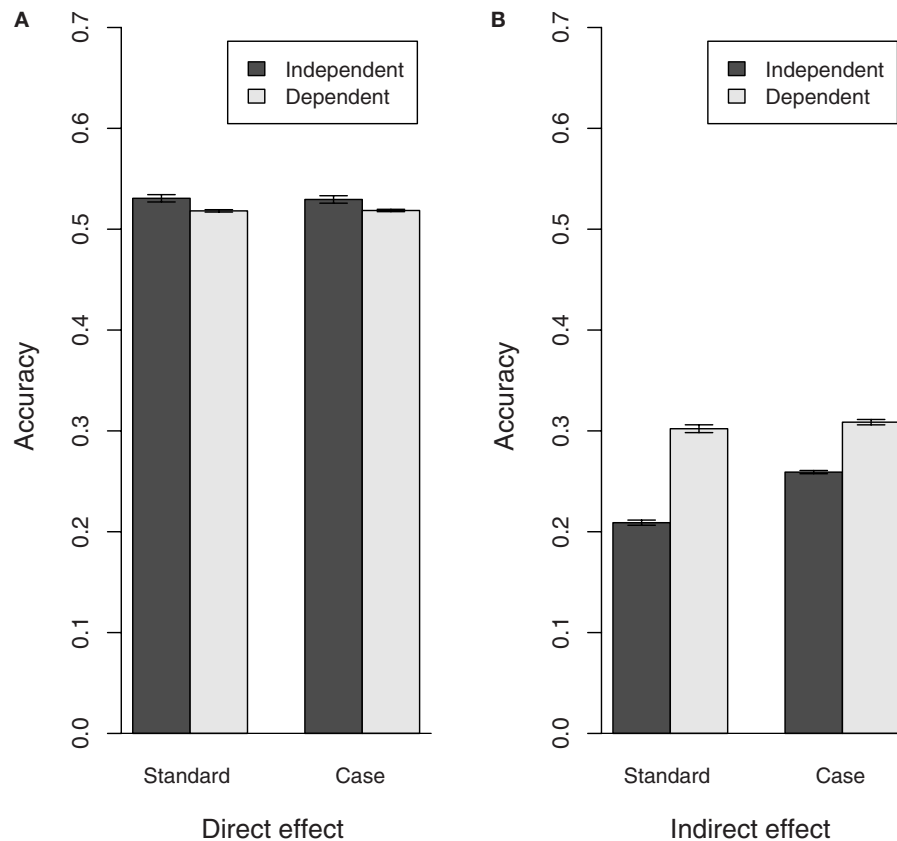 A
Accuracy
0.7
0.6
0.5
0.4
0.3
0.2
0.1
0.0
Independent
Dependent
Standard Case
Direct effect
B
Accuracy
0.7
0.6
0.5
0.4
0.3
0.2
0.1
0.0
Independent
Dependent
Standard Case
Indirect effect